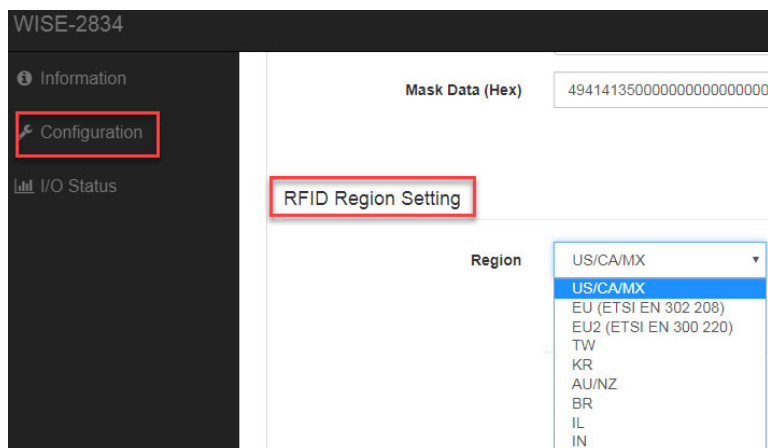 WISE-2834
Information
Configuration
I/O Status
Mask Data (Hex)
494141350000000000000000
RFID Region Setting
Region
US/CA/MX
US/CA/MX
EU (ETSI EN 302 208)
EU2 (ETSI EN 300 220)
TW
KR
AU/NZ
BR
IL
IN